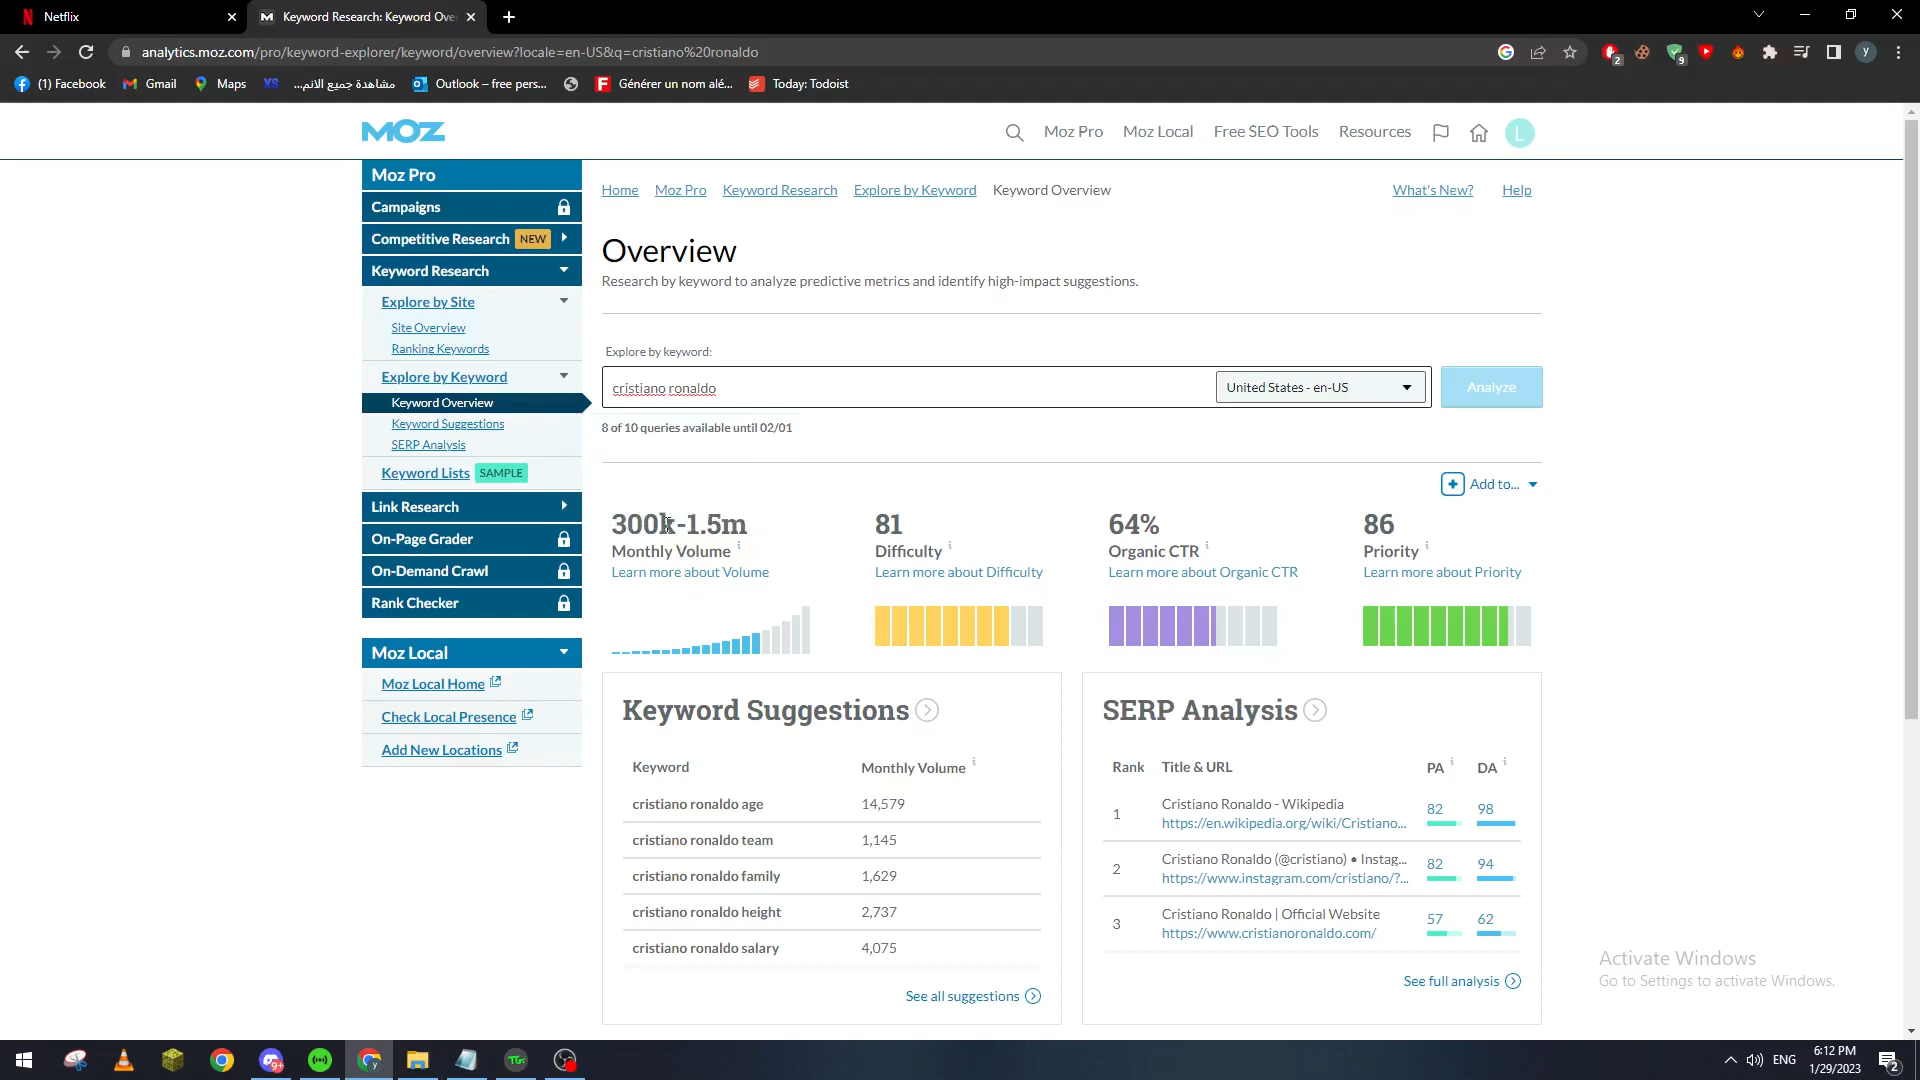 Netflix
Keyword Research: Keyword Ove
analytics.moz.com/pro/keyword-explorer/keyword/overview?locale=en-US&q=cristiano%20ronaldo
2
9
y
(1) Facebook
Gmail
Maps
XS
مشاهدة جميع الانم...
Outlook – free pers...
F
Générer un nom alé...
Today: Todoist
MOZ
Moz Pro
Moz Local
Free SEO Tools
Resources
L
Moz Pro
Campaigns
Competitive Research NEW
Keyword Research
Explore by Site
Site Overview
Ranking Keywords
Explore by Keyword
Keyword Overview
Keyword Suggestions
SERP Analysis
Keyword Lists SAMPLE
Link Research
On-Page Grader
On-Demand Crawl
Rank Checker
Moz Local
Moz Local Home
Check Local Presence
Add New Locations
Home Moz Pro Keyword Research Explore by Keyword Keyword Overview
What's New? Help
Overview
Research by keyword to analyze predictive metrics and identify high-impact suggestions.
Explore by keyword:
cristiano ronaldo
United States - en-US
Analyze
8 of 10 queries available until 02/01
Add to...
300k-1.5m
Monthly Volume i
Learn more about Volume
81
Difficulty i
Learn more about Difficulty
64%
Organic CTR i
Learn more about Organic CTR
86
Priority i
Learn more about Priority
Keyword Suggestions
Keyword Monthly Volume i
cristiano ronaldo age 14,579
cristiano ronaldo team 1,145
cristiano ronaldo family 1,629
cristiano ronaldo height 2,737
cristiano ronaldo salary 4,075
See all suggestions
SERP Analysis
Rank Title & URL PA i DA i
1 Cristiano Ronaldo - Wikipedia 82 98
https://en.wikipedia.org/wiki/Cristiano...
2 Cristiano Ronaldo (@cristiano) • Instag... 82 94
https://www.instagram.com/cristiano/?...
3 Cristiano Ronaldo | Official Website 57 62
https://www.cristianoronaldo.com/
See full analysis
Activate Windows
Go to Settings to activate Windows.
9+
y
TG
ENG
6:12 PM
1/29/2023
2